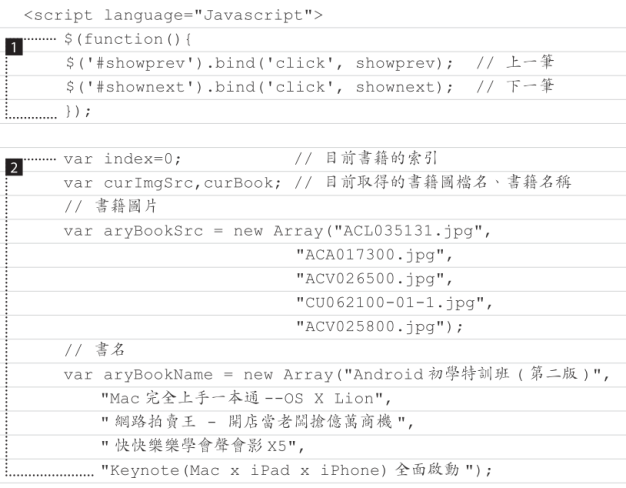 <script language="Javascript">
1 $(function(){
$('#showprev').bind('click', showprev);  // 上一筆
$('#shownext').bind('click', shownext);  // 下一筆
});
2 var index=0;            // 目前書籍的索引
var curImgSrc,curBook; // 目前取得的書籍圖檔名、書籍名稱
// 書籍圖片
var aryBookSrc = new Array("ACL035131.jpg",
"ACA017300.jpg",
"ACV026500.jpg",
"CU062100-01-1.jpg",
"ACV025800.jpg");
// 書名
var aryBookName = new Array("Android 初學特訓班 ( 第二版 )",
"Mac 完全上手一本通 --OS X Lion",
" 網路拍賣王 - 開店當老闆搶億萬商機 ",
" 快快樂樂學會聲會影 X5",
"Keynote(Mac x iPad x iPhone) 全面啟動 ");